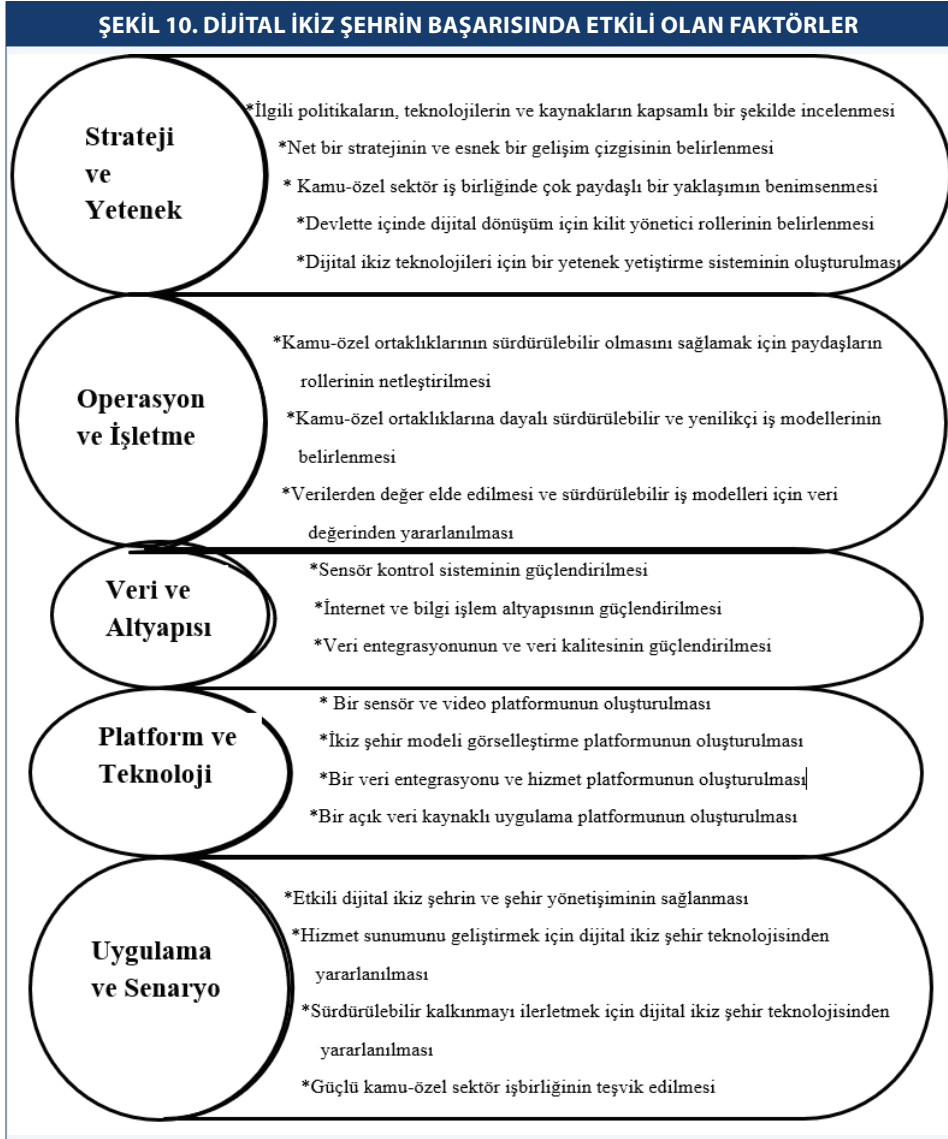 ŞEKİL 10. DİJİTAL İKİZ ŞEHRİN BAŞARISINDA ETKİLİ OLAN FAKTÖRLER
Strateji
ve
Yetenek
*İlgili politikaların, teknolojilerin ve kaynakların kapsamlı bir şekilde incelenmesi
*Net bir stratejinin ve esnek bir gelişim çizgisinin belirlenmesi
* Kamu-özel sektör iş birliğinde çok paydaşlı bir yaklaşımın benimsenmesi
*Devlette içinde dijital dönüşüm için kilit yönetici rollerinin belirlenmesi
*Dijital ikiz teknolojileri için bir yetenek yetiştirme sisteminin oluşturulması
Operasyon
ve İşletme
*Kamu-özel ortaklıklarının sürdürülebilir olmasını sağlamak için paydaşların
rollerinin netleştirilmesi
*Kamu-özel ortaklıklarına dayalı sürdürülebilir ve yenilikçi iş modellerinin
belirlenmesi
*Verilerden değer elde edilmesi ve sürdürülebilir iş modelleri için veri
değerinden yararlanılması
Veri ve
Altyapısı
*Sensör kontrol sisteminin güçlendirilmesi
*İnternet ve bilgi işlem altyapısının güçlendirilmesi
*Veri entegrasyonunun ve veri kalitesinin güçlendirilmesi
Platform ve
Teknoloji
* Bir sensör ve video platformunun oluşturulması
*İkiz şehir modeli görselleştirme platformunun oluşturulması
*Bir veri entegrasyonu ve hizmet platformunun oluşturulması
*Bir açık veri kaynaklı uygulama platformunun oluşturulması
Uygulama
ve Senaryo
*Etkili dijital ikiz şehrin ve şehir yönetişiminin sağlanması
*Hizmet sunumunu geliştirmek için dijital ikiz şehir teknolojisinden
yararlanılması
*Sürdürülebilir kalkınmayı ilerletmek için dijital ikiz şehir teknolojisinden
yararlanılması
*Güçlü kamu-özel sektör işbirliğinin teşvik edilmesi